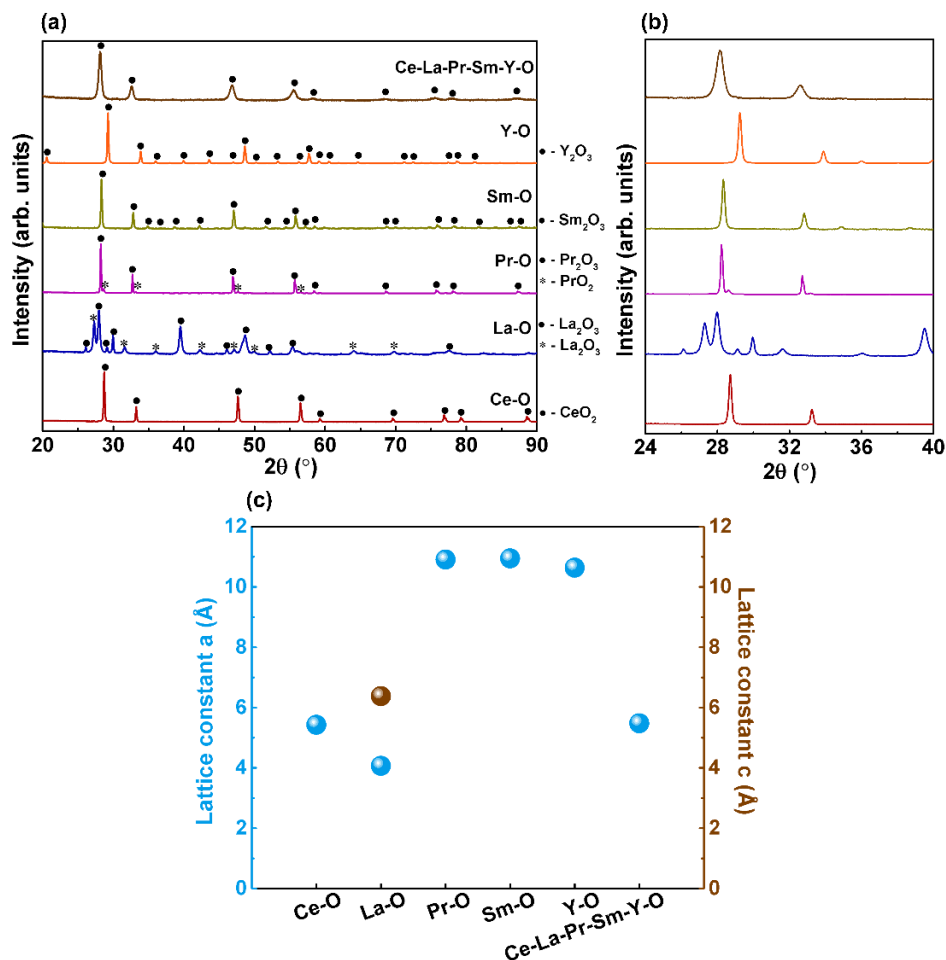 (a)
Intensity (arb. units)
Ce-La-Pr-Sm-Y-O
Y-O
● - Y₂O₃
Sm-O
● - Sm₂O₃
Pr-O
● - Pr₂O₃
* - PrO₂
La-O
● - La₂O₃
* - La₂O₃
Ce-O
● - CeO₂
20 30 40 50 60 70 80 90
2θ (°)
(b)
Intensity (arb. units)
24 28 32 36 40
2θ (°)
(c)
Lattice constant a (Å)
12
10
8
6
4
2
0
Ce-O
La-O
Pr-O
Sm-O
Y-O
Ce-La-Pr-Sm-Y-O
12
10
8
6
4
2
0
Lattice constant c (Å)